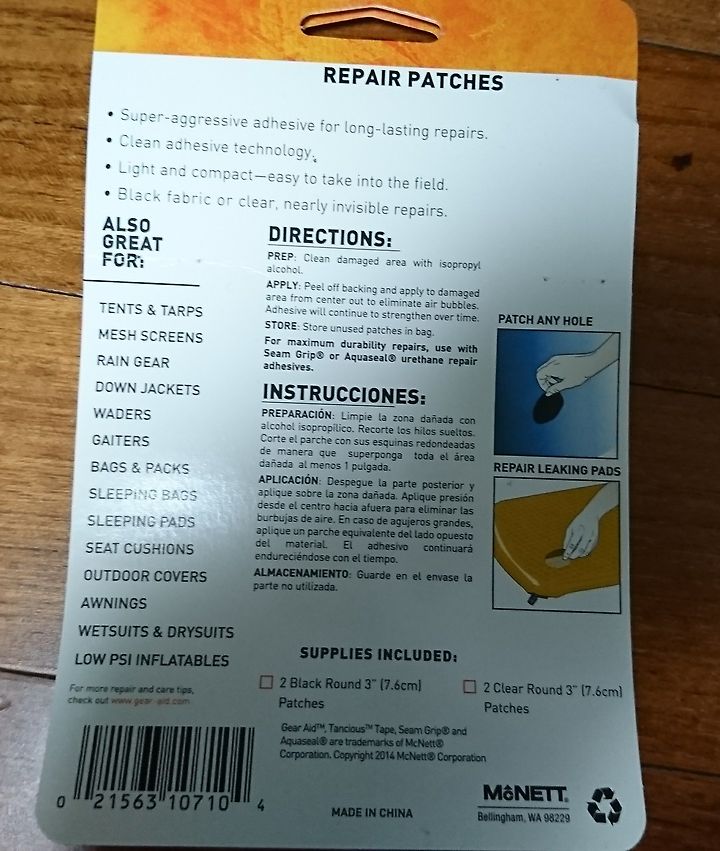 REPAIR PATCHES
• Super-aggressive adhesive for long-lasting repairs.
• Clean adhesive technology.
• Light and compact—easy to take into the field.
• Black fabric or clear, nearly invisible repairs.
ALSO
GREAT
FOR:
TENTS & TARPS
MESH SCREENS
RAIN GEAR
DOWN JACKETS
WADERS
GAITERS
BAGS & PACKS
SLEEPING BAGS
SLEEPING PADS
SEAT CUSHIONS
OUTDOOR COVERS
AWNINGS
WETSUITS & DRYSUITS
LOW PSI INFLATABLES
For more repair and care tips,
check out www.gear-aid.com
DIRECTIONS:
PREP: Clean damaged area with isopropyl
alcohol.
APPLY: Peel off backing and apply to damaged
area from center out to eliminate air bubbles.
Adhesive will continue to strengthen over time.
STORE: Store unused patches in bag.
For maximum durability repairs, use with
Seam Grip® or Aquaseal® urethane repair
adhesives.
INSTRUCCIONES:
PREPARACIÓN: Limpie la zona dañada con
alcohol isopropílico. Recorte los hilos sueltos.
Corte el parche con sus esquinas redondeadas
de manera que superponga toda el área
dañada al menos 1 pulgada.
APLICACIÓN: Despegue la parte posterior y
aplique sobre la zona dañada. Aplique presión
desde el centro hacia afuera para eliminar las
burbujas de aire. En caso de agujeros grandes,
aplique un parche equivalente del lado opuesto
del material. El adhesivo continuará
endureciéndose con el tiempo.
ALMACENAMIENTO: Guarde en el envase la
parte no utilizada.
PATCH ANY HOLE
REPAIR LEAKING PADS
SUPPLIES INCLUDED:
2 Black Round 3" (7.6cm)
Patches
2 Clear Round 3" (7.6cm)
Patches
Gear Aid™, Tancious™ Tape, Seam Grip® and
Aquaseal® are trademarks of McNett®
Corporation. Copyright 2014 McNett® Corporation
0 21563 10710 4
MADE IN CHINA
McNETT®
Bellingham, WA 98229